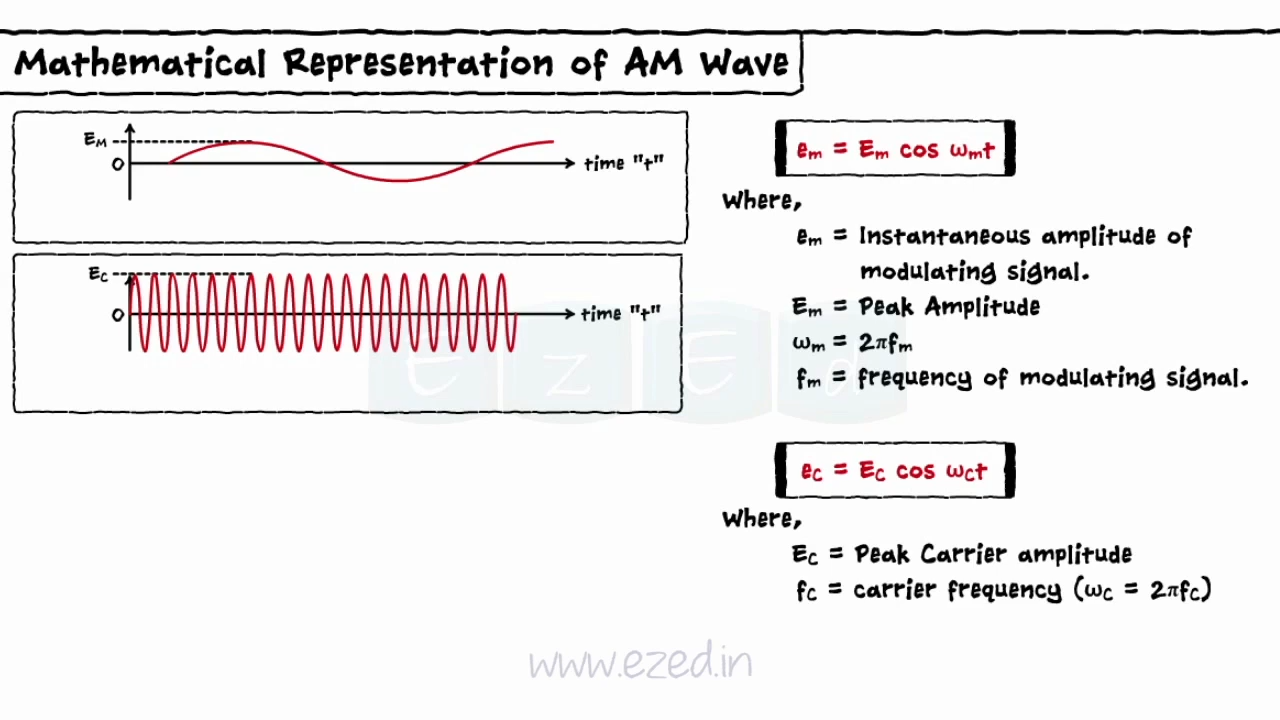 Mathematical Representation of AM Wave
EM
0
time "t"
EC
0
time "t"
em = Em cos ωmt
Where,
em = Instantaneous amplitude of
modulating signal.
Em = Peak Amplitude
ωm = 2πfm
fm = frequency of modulating signal.
eC = EC cos ωCt
Where,
EC = Peak Carrier amplitude
fC = carrier frequency (ωC = 2πfC)
EzEd
www.ezed.in